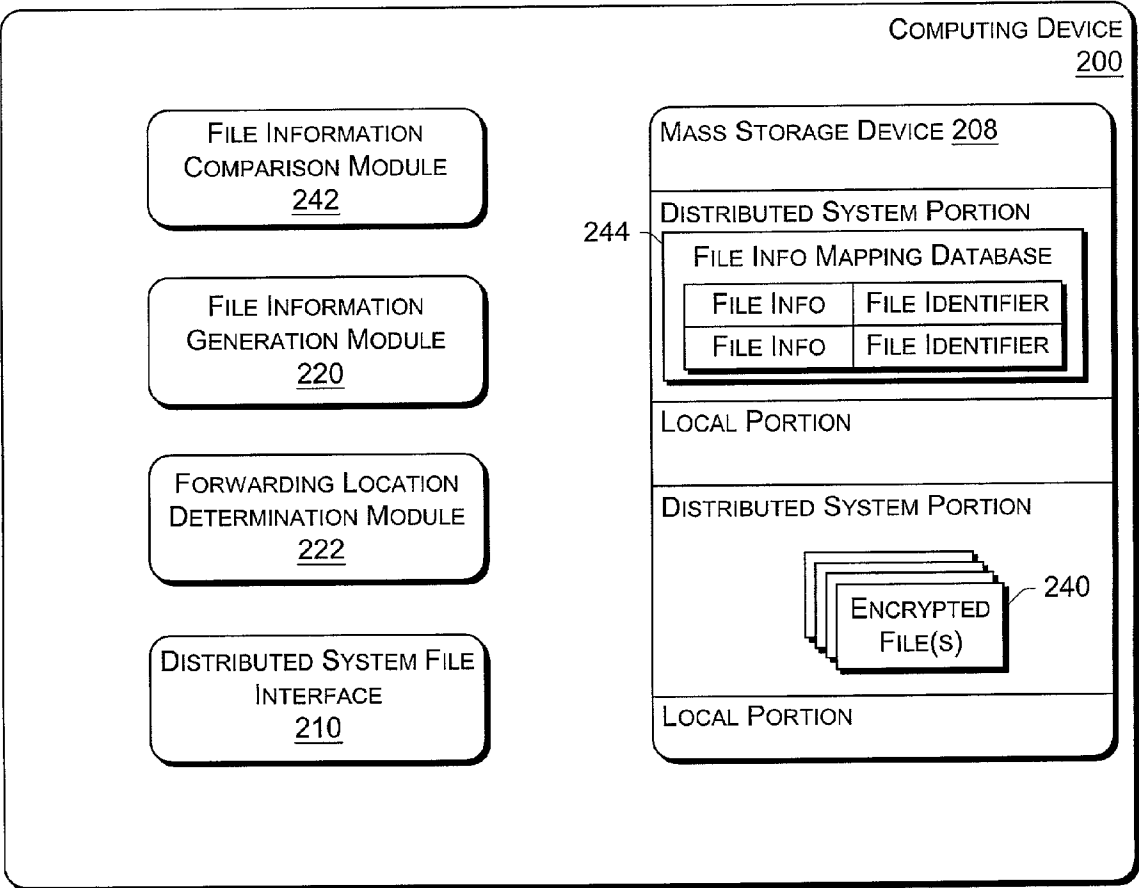 COMPUTING DEVICE
200
FILE INFORMATION
COMPARISON MODULE
242
FILE INFORMATION
GENERATION MODULE
220
FORWARDING LOCATION
DETERMINATION MODULE
222
DISTRIBUTED SYSTEM FILE
INTERFACE
210
MASS STORAGE DEVICE 208
DISTRIBUTED SYSTEM PORTION
244
FILE INFO MAPPING DATABASE
FILE INFO FILE IDENTIFIER
FILE INFO FILE IDENTIFIER
LOCAL PORTION
DISTRIBUTED SYSTEM PORTION
ENCRYPTED
FILE(S)
240
LOCAL PORTION